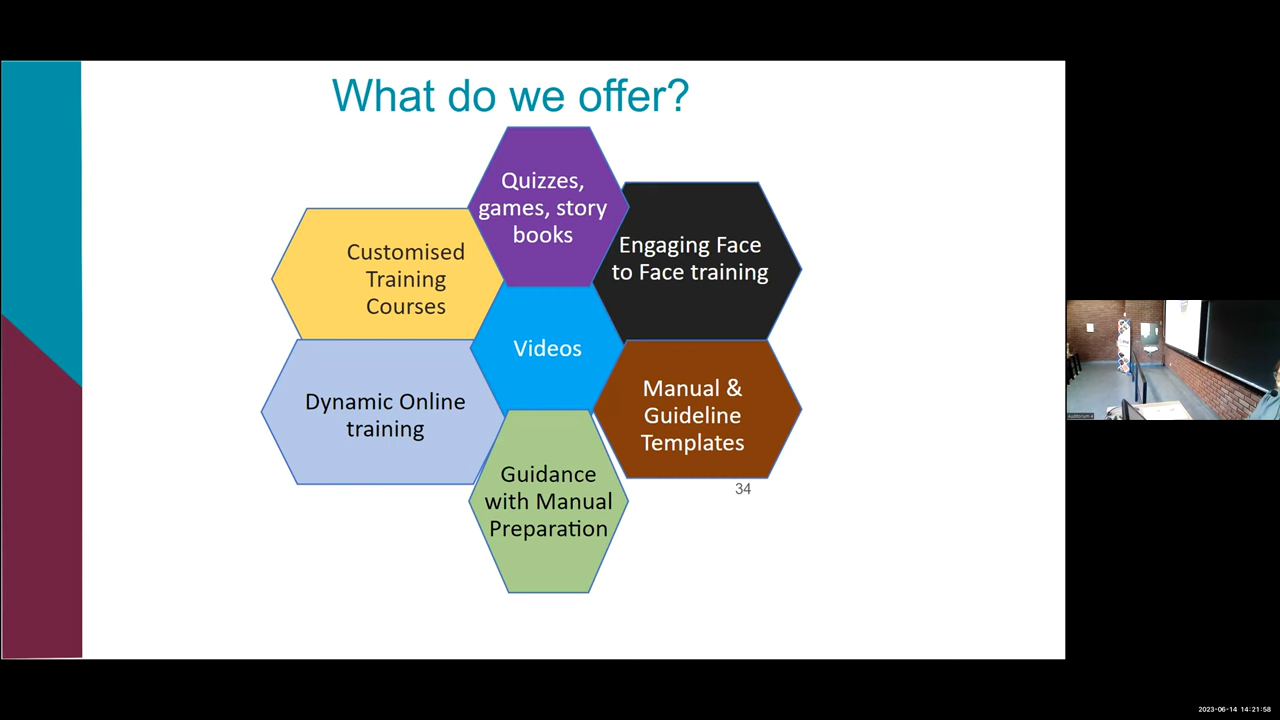 What do we offer?
Quizzes,
games, story
books
Engaging Face
to Face training
Customised
Training
Courses
Videos
Manual &
Guideline
Templates
Dynamic Online
training
Guidance
with Manual
Preparation
34
2023-06-14 14:21:58